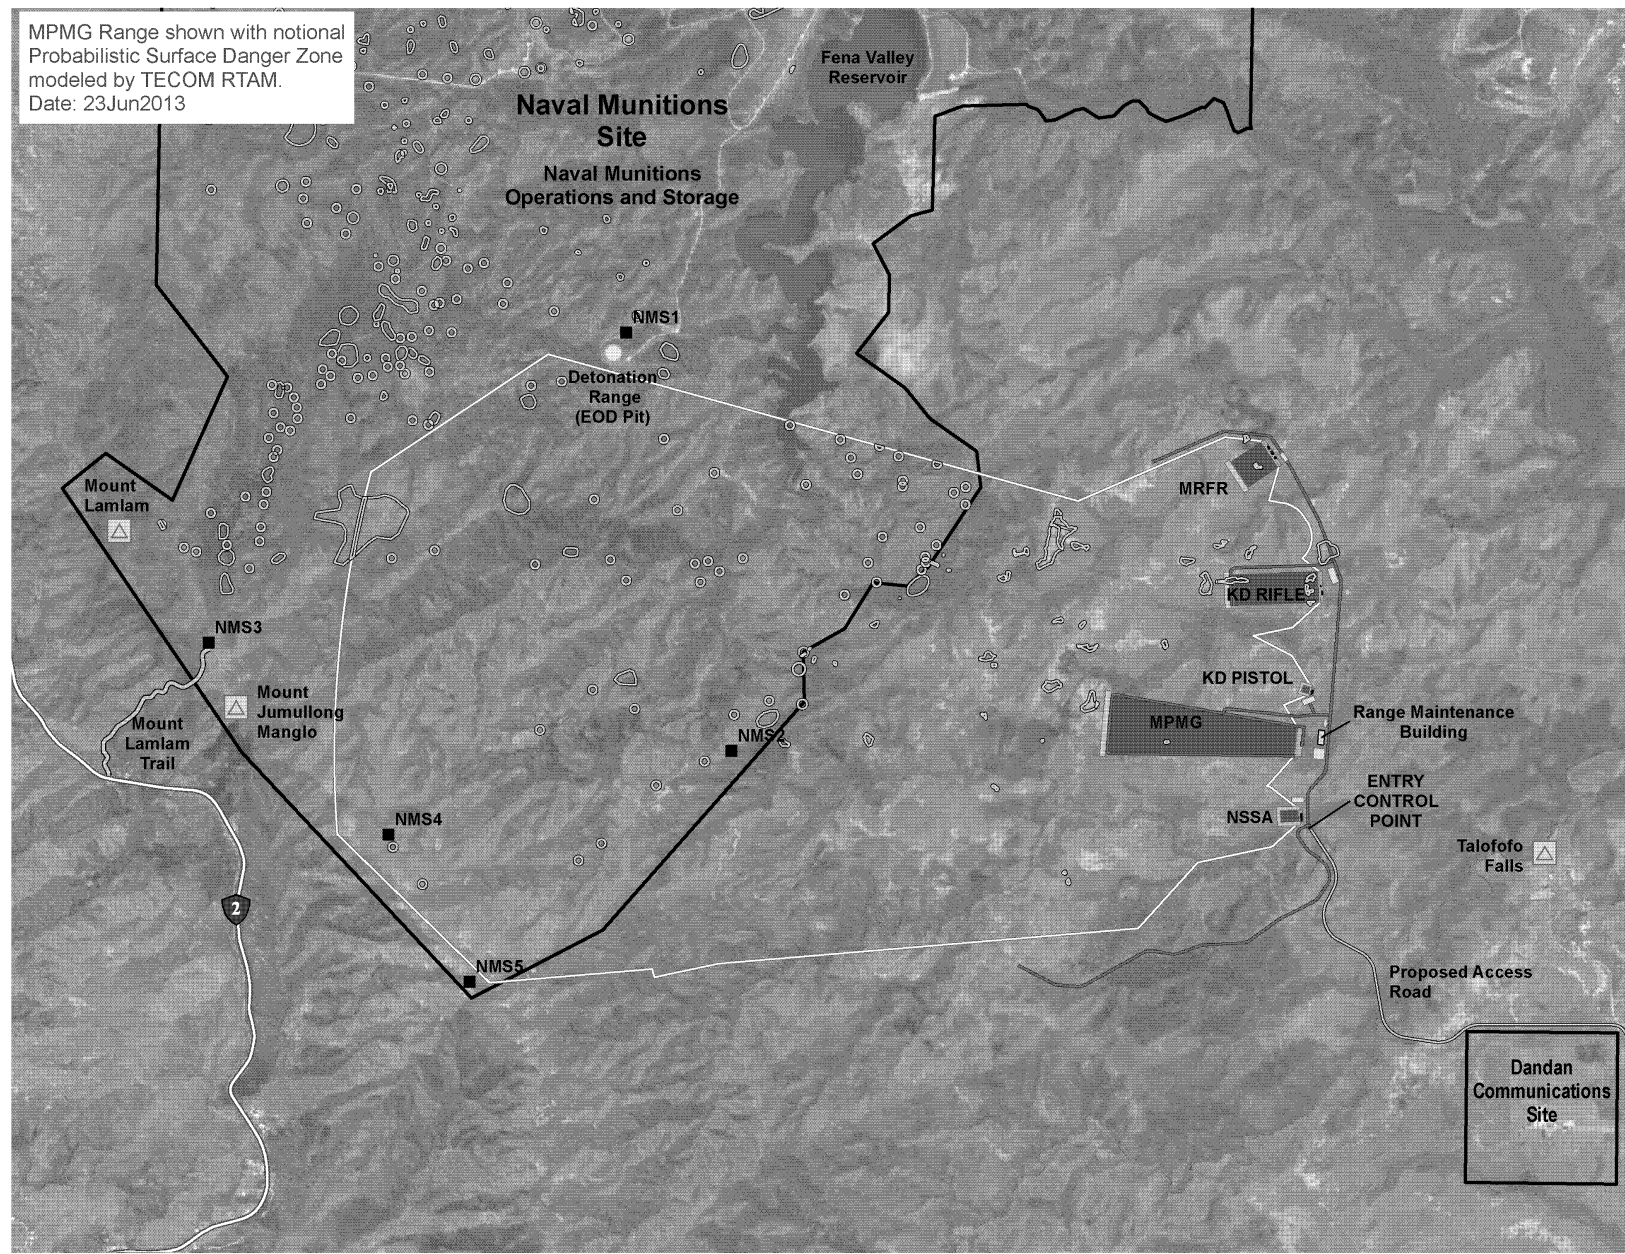 MPMG Range shown with notional
Probabilistic Surface Danger Zone
modeled by TECOM RTAM.
Date: 23Jun2013
Fena Valley
Reservoir
Naval Munitions
Site
Naval Munitions
Operations and Storage
NMS1
Detonation
Range
(EOD Pit)
Mount
Lamlam
MRFR
KD RIFLE
NMS3
KD PISTOL
Mount
Jumullong
Manglo
Mount
Lamlam
Trail
MPMG
Range Maintenance
Building
NMS2
ENTRY
CONTROL
POINT
NSSA
NMS4
Talofofo
Falls
2
NMS5
Proposed Access
Road
Dandan
Communications
Site